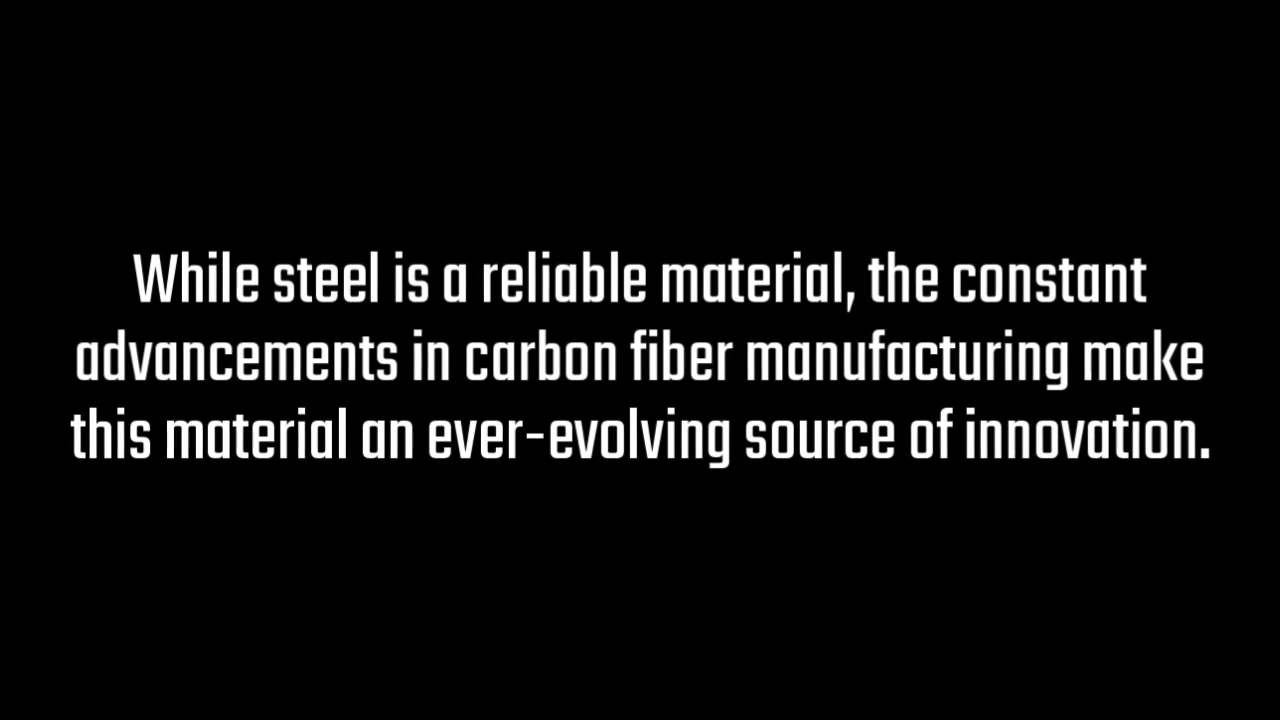 While steel is a reliable material, the constant
advancements in carbon fiber manufacturing make
this material an ever-evolving source of innovation.